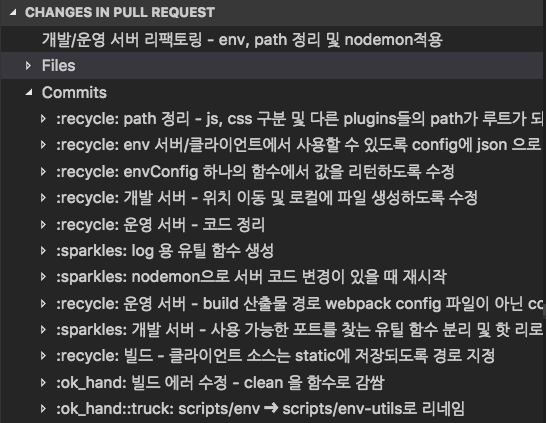 CHANGES IN PULL REQUEST
개발/운영 서버 리팩토링 - env, path 정리 및 nodemon적용
Files
Commits
:recycle: path 정리 - js, css 구분 및 다른 plugins들의 path가 루트가 되
:recycle: env 서버/클라이언트에서 사용할 수 있도록 config에 json 으로
:recycle: envConfig 하나의 함수에서 값을 리턴하도록 수정
:recycle: 개발 서버 - 위치 이동 및 로컬에 파일 생성하도록 수정
:recycle: 운영 서버 - 코드 정리
:sparkles: log 용 유틸 함수 생성
:sparkles: nodemon으로 서버 코드 변경이 있을 때 재시작
:recycle: 운영 서버 - build 산출물 경로 webpack config 파일이 아닌 co
:sparkles: 개발 서버 - 사용 가능한 포트를 찾는 유틸 함수 분리 및 핫 리로
:recycle: 빌드 - 클라이언트 소스는 static에 저장되도록 경로 지정
:ok_hand: 빌드 에러 수정 - clean 을 함수로 감쌈
:ok_hand::truck: scripts/env ➜ scripts/env-utils로 리네임